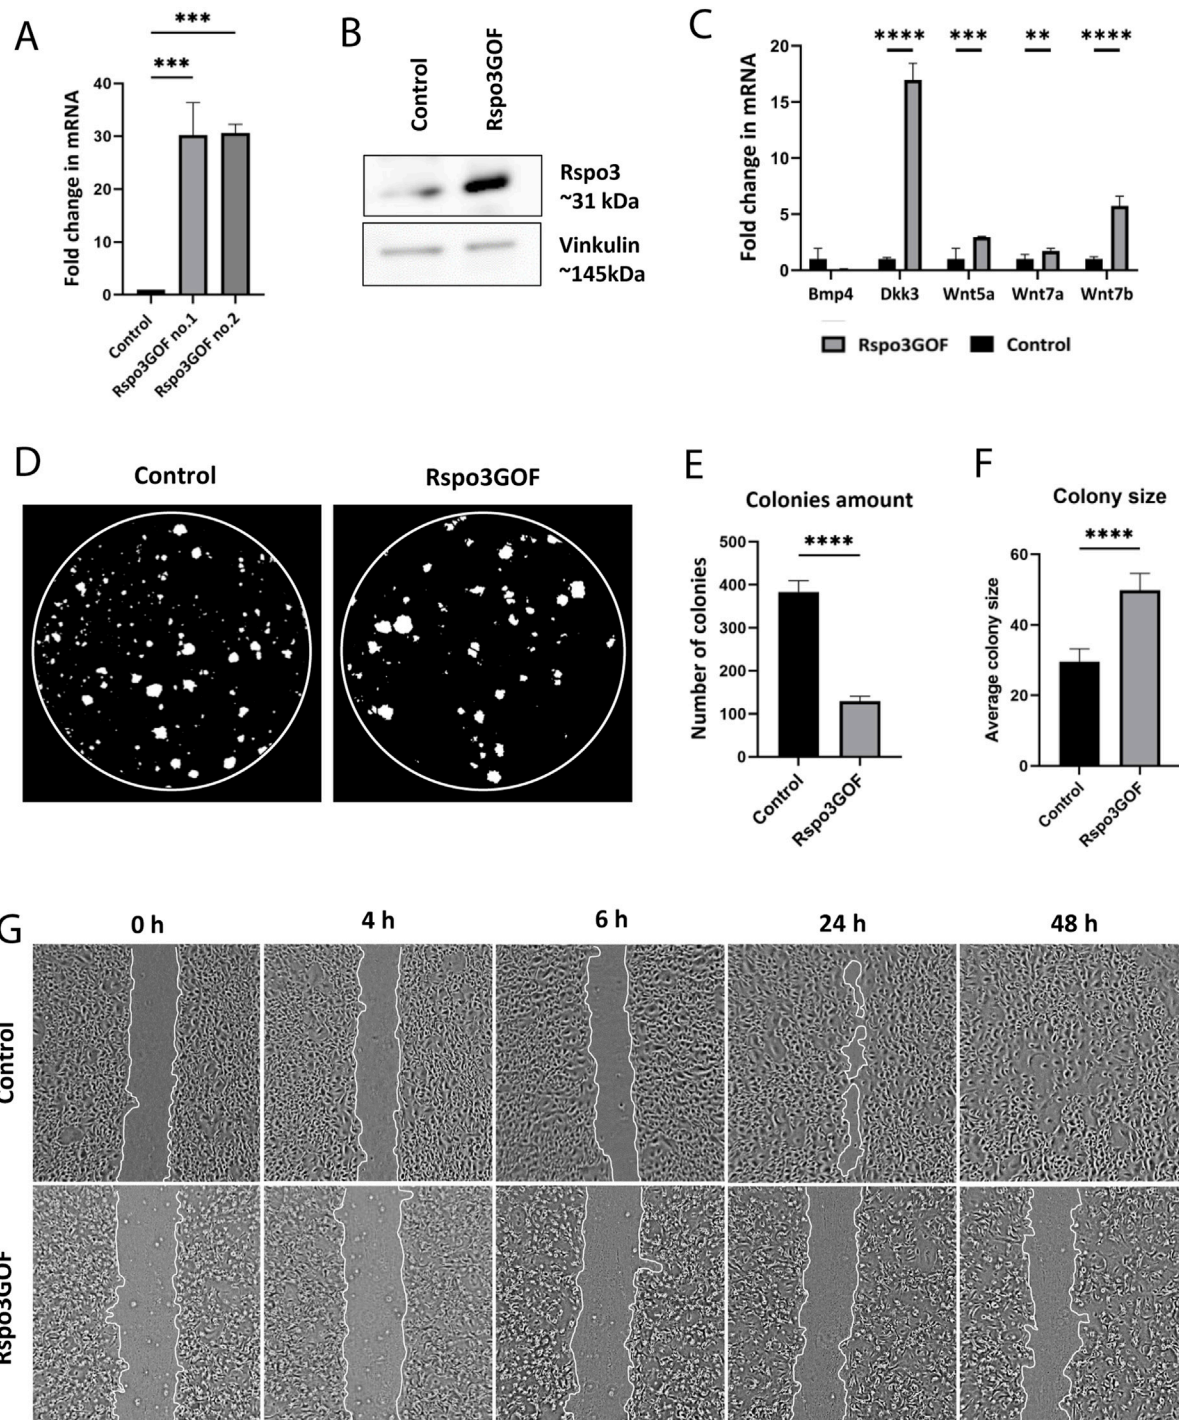 A
***
***
Fold change in mRNA
40
30
20
10
0
Control
Rspo3GOF no.1
Rspo3GOF no.2
B
Control
Rspo3GOF
Rspo3
~31 kDa
Vinkulin
~145kDa
C
**** *** ** ****
Fold change in mRNA
20
15
10
5
0
Bmp4 Dkk3 Wnt5a Wnt7a Wnt7b
Rspo3GOF Control
D
Control Rspo3GOF
E
Colonies amount
****
Number of colonies
500
400
300
200
100
0
Control
Rspo3GOF
F
Colony size
****
Average colony size
60
40
20
0
Control
Rspo3GOF
G
0 h 4 h 6 h 24 h 48 h
Control
Rspo3GOF